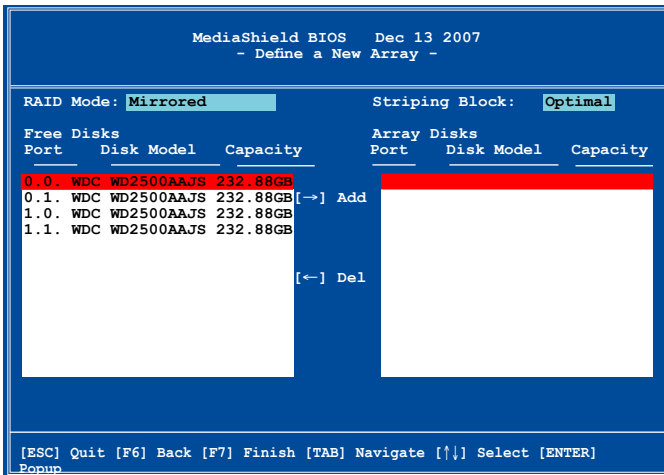 MediaShield BIOS Dec 13 2007
- Define a New Array -
RAID Mode: Mirrored Striping Block: Optimal
Free Disks Array Disks
Port Disk Model Capacity Port Disk Model Capacity
0.0. WDC WD2500AAJS 232.88GB
0.1. WDC WD2500AAJS 232.88GB [→] Add
1.0. WDC WD2500AAJS 232.88GB
1.1. WDC WD2500AAJS 232.88GB
[←] Del
[ESC] Quit [F6] Back [F7] Finish [TAB] Navigate [↑↓] Select [ENTER]
Popup